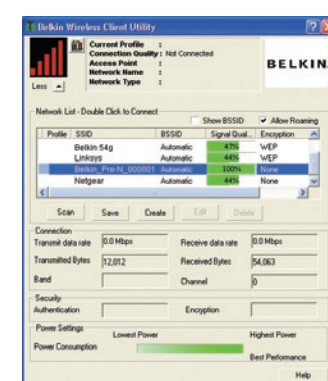 Belkin Wireless Client Utility
Current Profile :
Connection Quality : Not Connected
Access Point :
Network Name :
Network Type :
BELKIN
Less
Network List - Double Click to Connect
Show BSSID Allow Roaming
Profile SSID BSSID Signal Qual... Encryption
Belkin 54g Automatic 47% WEP
Linksys Automatic 44% WEP
Belkin_Pre-N_000001 Automatic 100% None
Netgear Automatic 44% None
Scan Save Create Edit Delete
Connection
Transmit data rate 0.0 Mbps Receive data rate 0.0 Mbps
Transmitted Bytes 12,012 Received Bytes 54,063
Band Channel 0
Security
Authentication Encryption
Power Settings
Lowest Power Highest Power
Power Consumption
Best Perfomance
Help